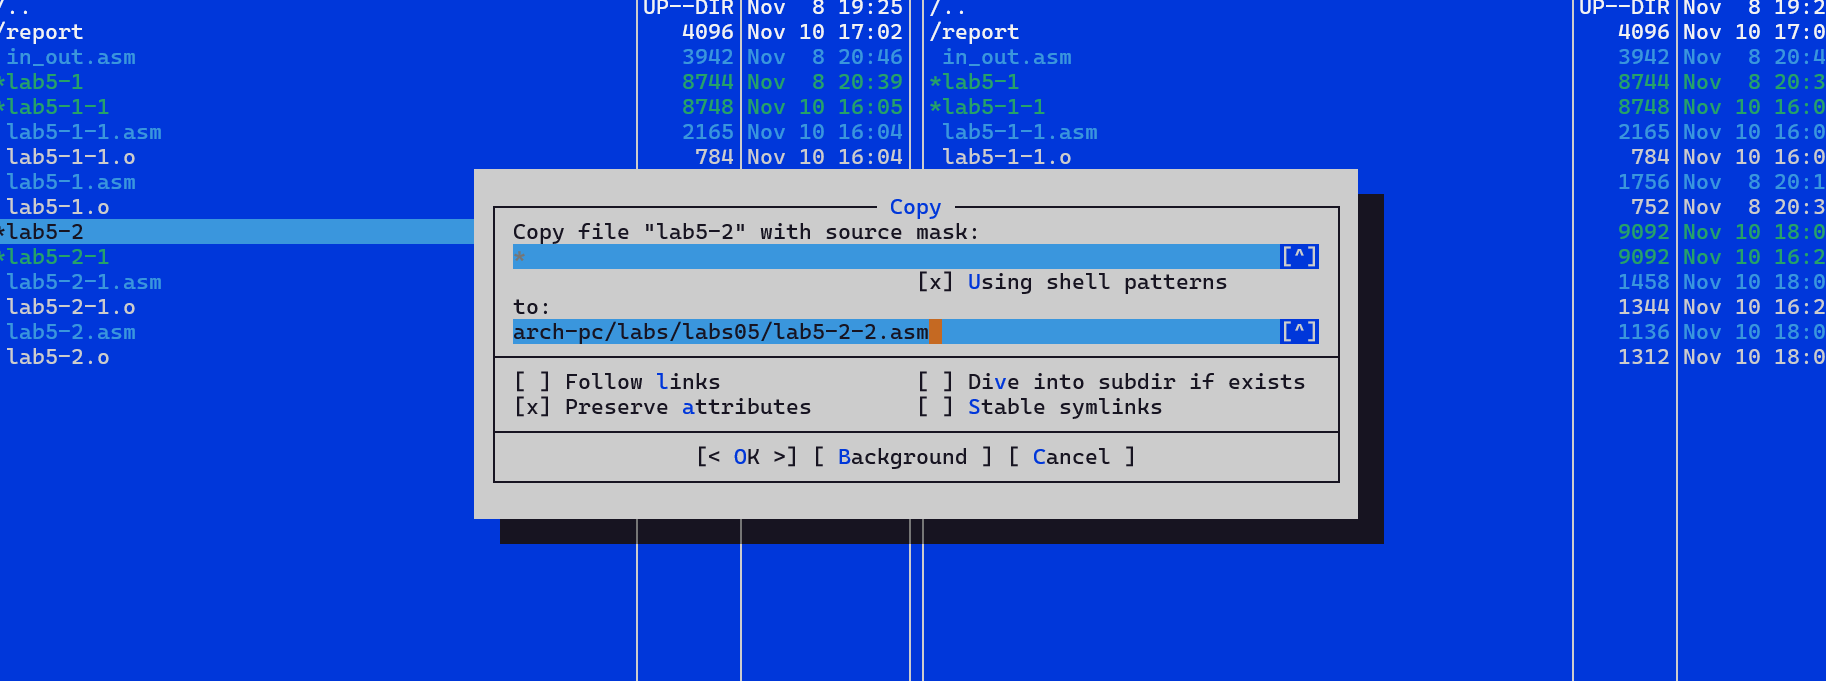 /.. UP--DIR Nov 8 19:25 /.. UP--DIR Nov 8 19:2
/report 4096 Nov 10 17:02 /report 4096 Nov 10 17:0
in_out.asm 3942 Nov 8 20:46 in_out.asm 3942 Nov 8 20:4
*lab5-1 8744 Nov 8 20:39 *lab5-1 8744 Nov 8 20:3
*lab5-1-1 8748 Nov 10 16:05 *lab5-1-1 8748 Nov 10 16:0
lab5-1-1.asm 2165 Nov 10 16:04 lab5-1-1.asm 2165 Nov 10 16:0
lab5-1-1.o 784 Nov 10 16:04 lab5-1-1.o 784 Nov 10 16:0
lab5-1.asm 1756 Nov 8 20:1
lab5-1.o 752 Nov 8 20:3
*lab5-2 9092 Nov 10 18:0
*lab5-2-1 9092 Nov 10 16:2
lab5-2-1.asm 1458 Nov 10 18:0
lab5-2-1.o 1344 Nov 10 16:2
lab5-2.asm 1136 Nov 10 18:0
lab5-2.o 1312 Nov 10 18:0
Copy
Copy file "lab5-2" with source mask:
* [^]
[x] Using shell patterns
to:
arch-pc/labs/labs05/lab5-2-2.asm [^]
[ ] Follow links [ ] Dive into subdir if exists
[x] Preserve attributes [ ] Stable symlinks
[< OK >] [ Background ] [ Cancel ]